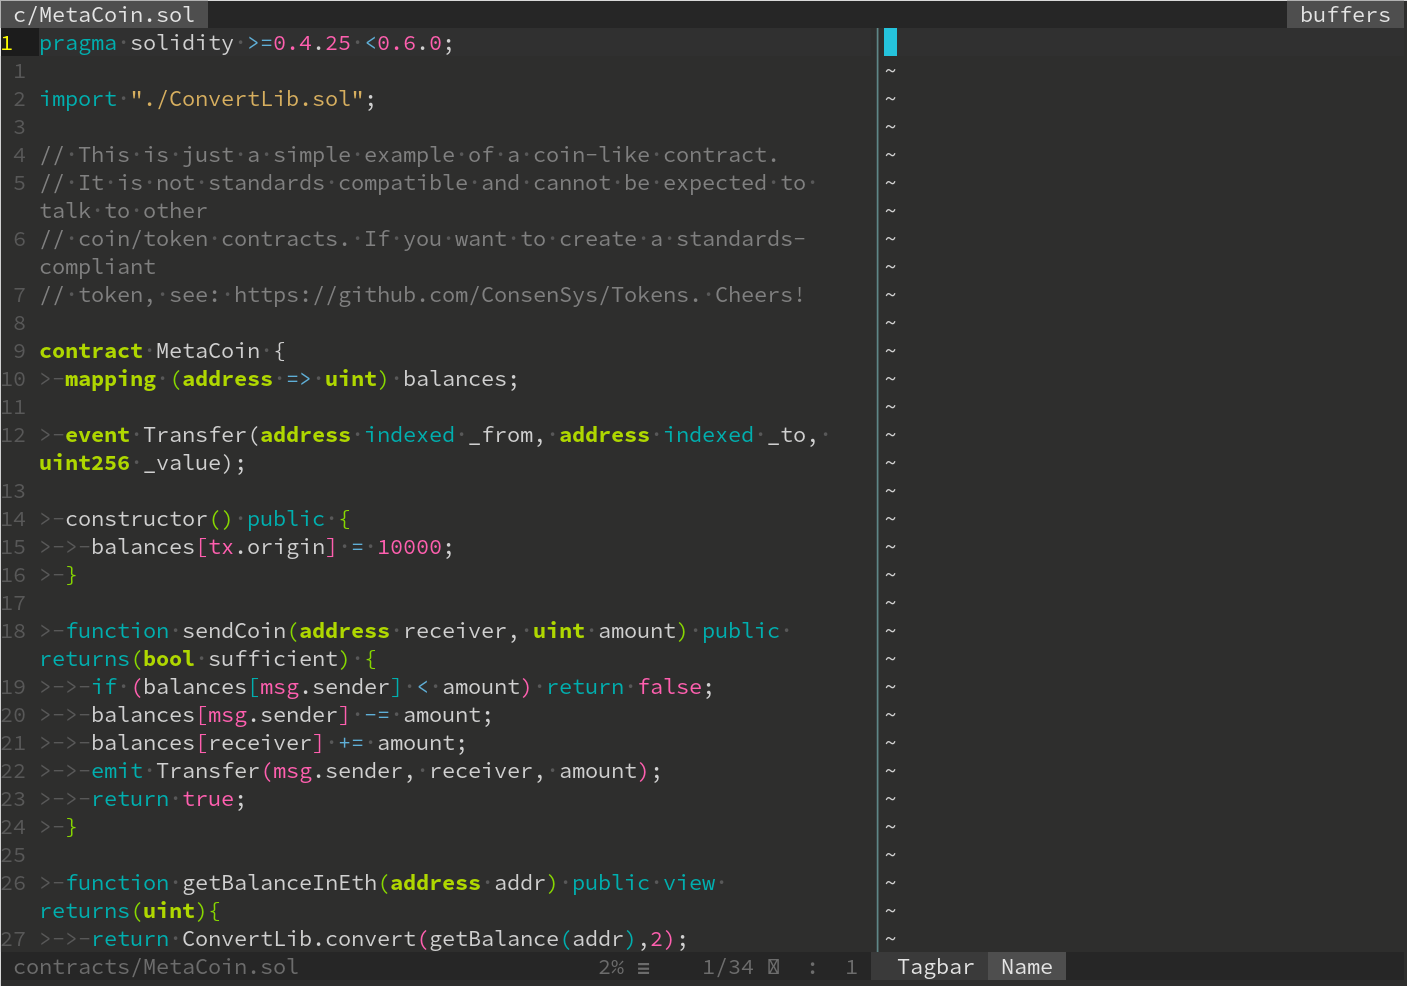 c/MetaCoin.sol buffers
1 pragma solidity >=0.4.25 <0.6.0;
1
2 import "./ConvertLib.sol";
3
4 // This is just a simple example of a coin-like contract.
5 // It is not standards compatible and cannot be expected to
talk to other
6 // coin/token contracts. If you want to create a standards-
compliant
7 // token, see: https://github.com/ConsenSys/Tokens. Cheers!
8
9 contract MetaCoin {
10 mapping (address => uint) balances;
11
12 event Transfer(address indexed _from, address indexed _to,
uint256 _value);
13
14 constructor() public {
15 balances[tx.origin] = 10000;
16 }
17
18 function sendCoin(address receiver, uint amount) public
returns(bool sufficient) {
19 if (balances[msg.sender] < amount) return false;
20 balances[msg.sender] -= amount;
21 balances[receiver] += amount;
22 emit Transfer(msg.sender, receiver, amount);
23 return true;
24 }
25
26 function getBalanceInEth(address addr) public view
returns(uint){
27 return ConvertLib.convert(getBalance(addr),2);
contracts/MetaCoin.sol 2% ≡ 1/34 : 1 Tagbar Name